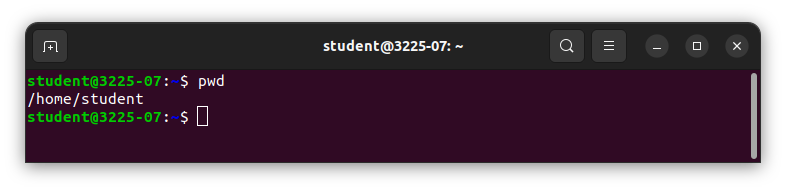 student@3225-07: ~
student@3225-07:~$ pwd
/home/student
student@3225-07:~$